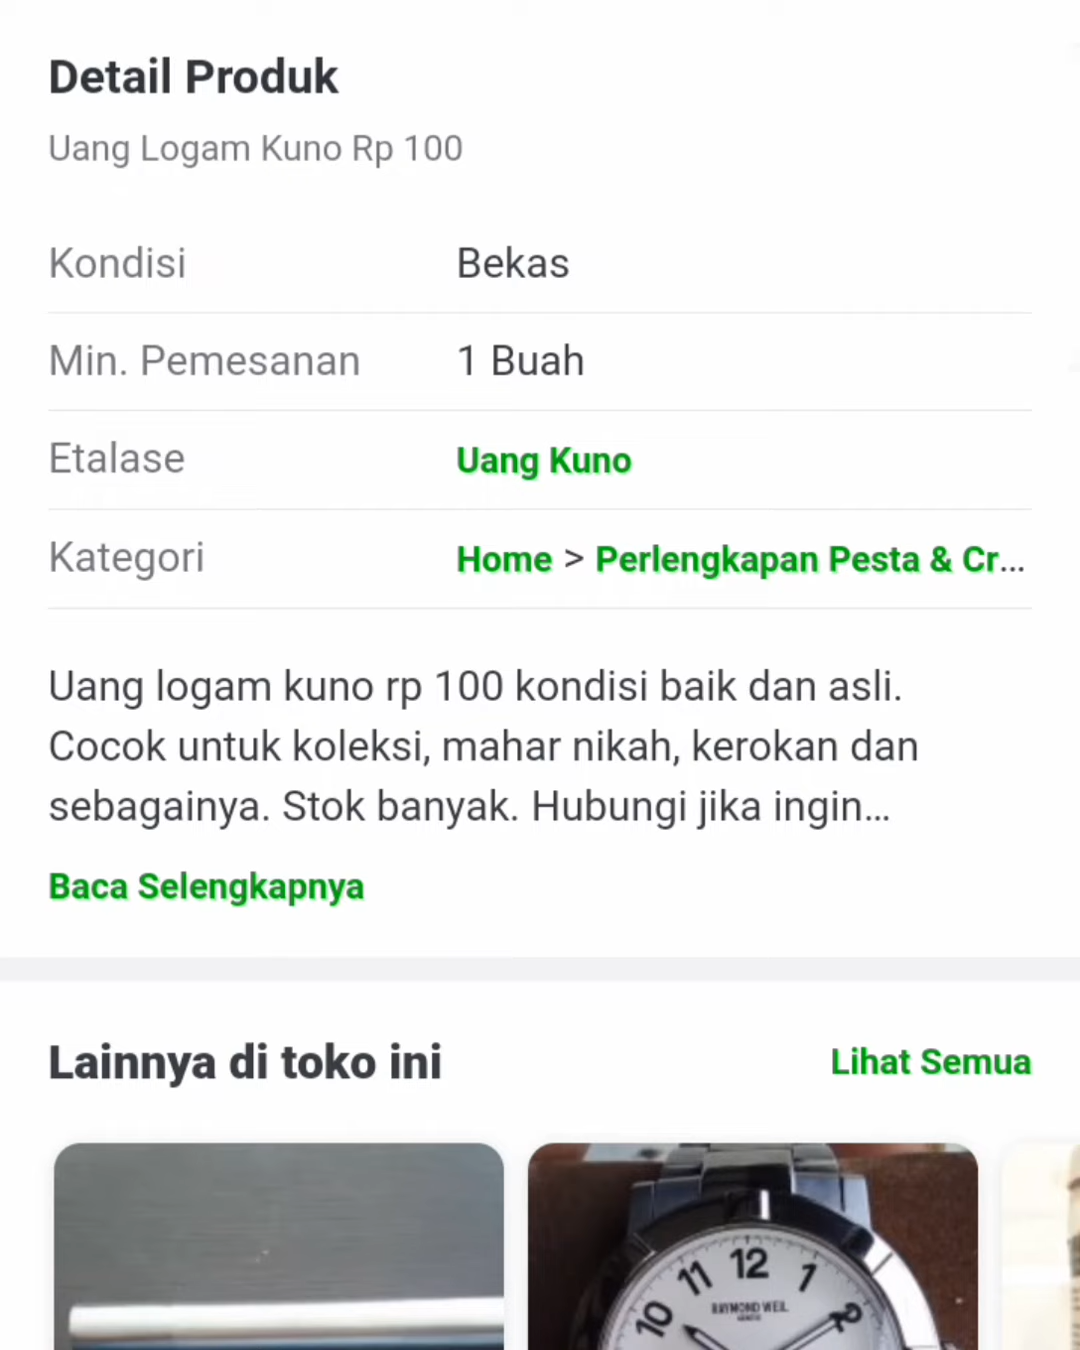 Detail Produk
Uang Logam Kuno Rp 100
Kondisi Bekas
Min. Pemesanan 1 Buah
Etalase Uang Kuno
Kategori Home > Perlengkapan Pesta & Cr...
Uang logam kuno rp 100 kondisi baik dan asli.
Cocok untuk koleksi, mahar nikah, kerokan dan
sebagainya. Stok banyak. Hubungi jika ingin...
Baca Selengkapnya
Lainnya di toko ini Lihat Semua
12
11 1
10 2
RAYMOND WEIL
GENEVE